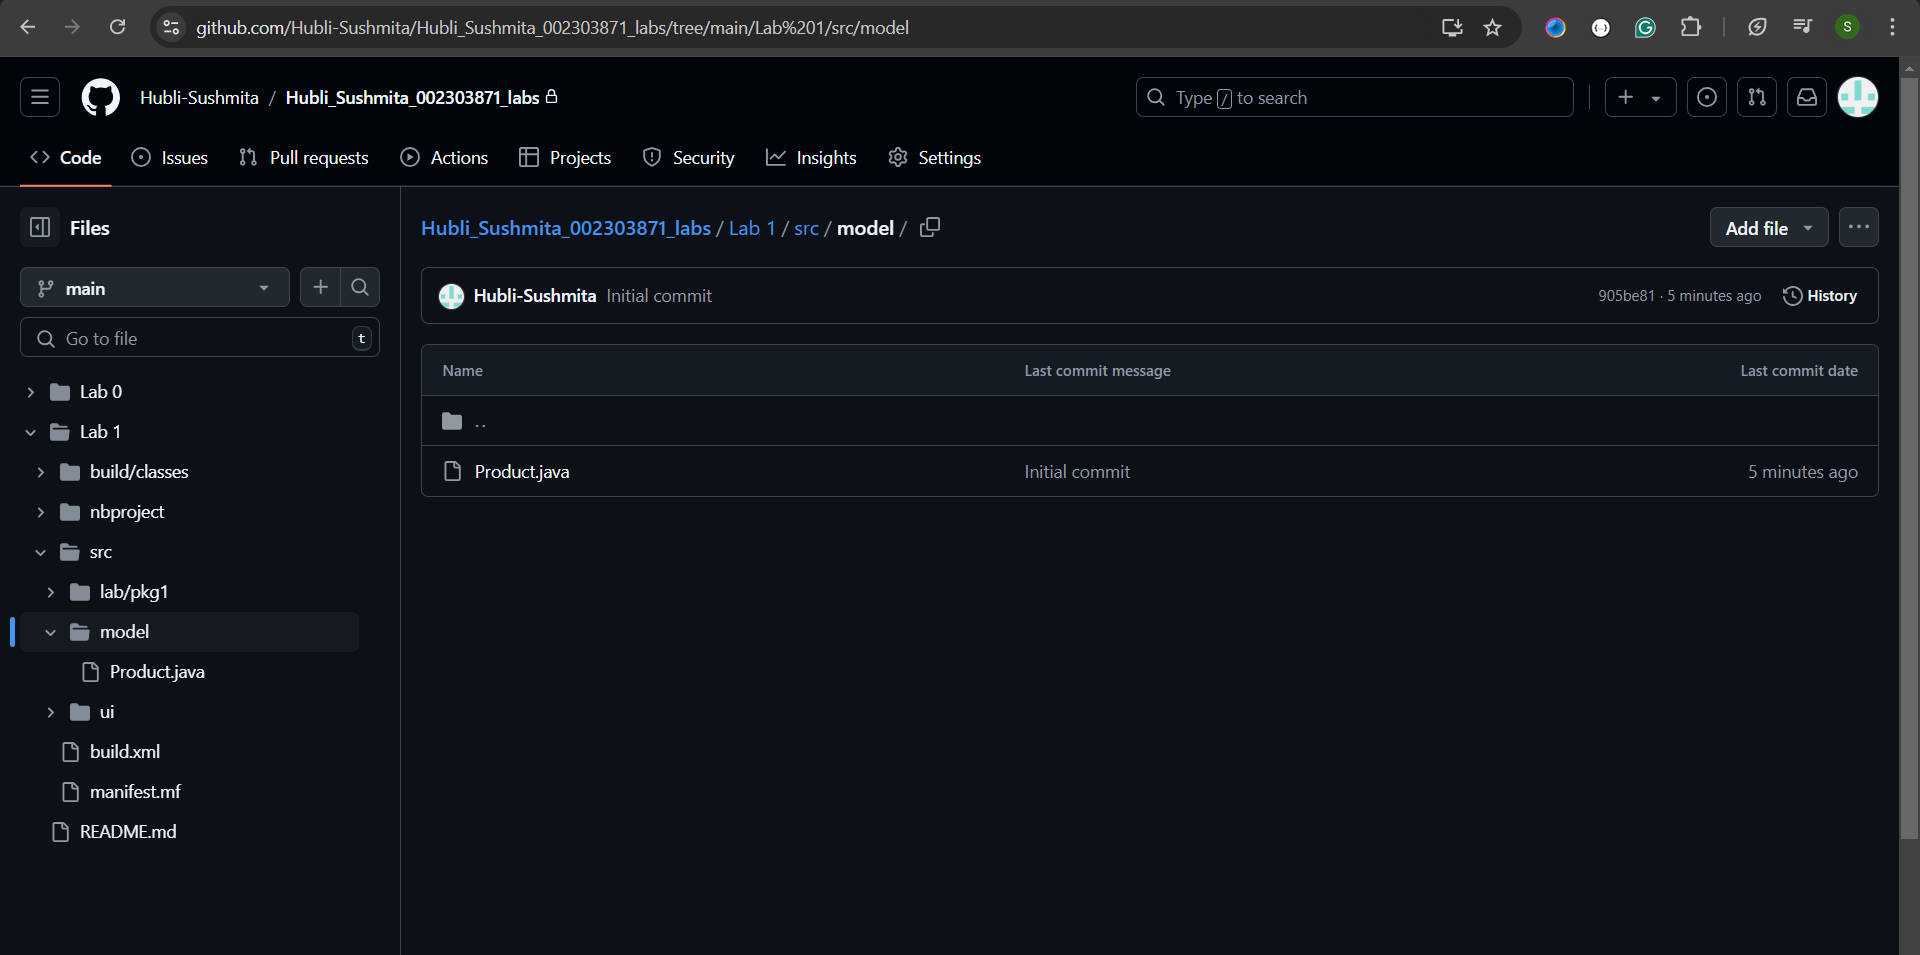 github.com/Hubli-Sushmita/Hubli_Sushmita_002303871_labs/tree/main/Lab%201/src/model
S
Hubli-Sushmita / Hubli_Sushmita_002303871_labs
Type / to search
Code
Issues
Pull requests
Actions
Projects
Security
Insights
Settings
Files
main
Go to file
t
Lab 0
Lab 1
build/classes
nbproject
src
lab/pkg1
model
Product.java
ui
build.xml
manifest.mf
README.md
Hubli_Sushmita_002303871_labs / Lab 1 / src / model /
Add file
Hubli-Sushmita Initial commit
905be81 · 5 minutes ago
History
Name Last commit message Last commit date
..
Product.java Initial commit 5 minutes ago